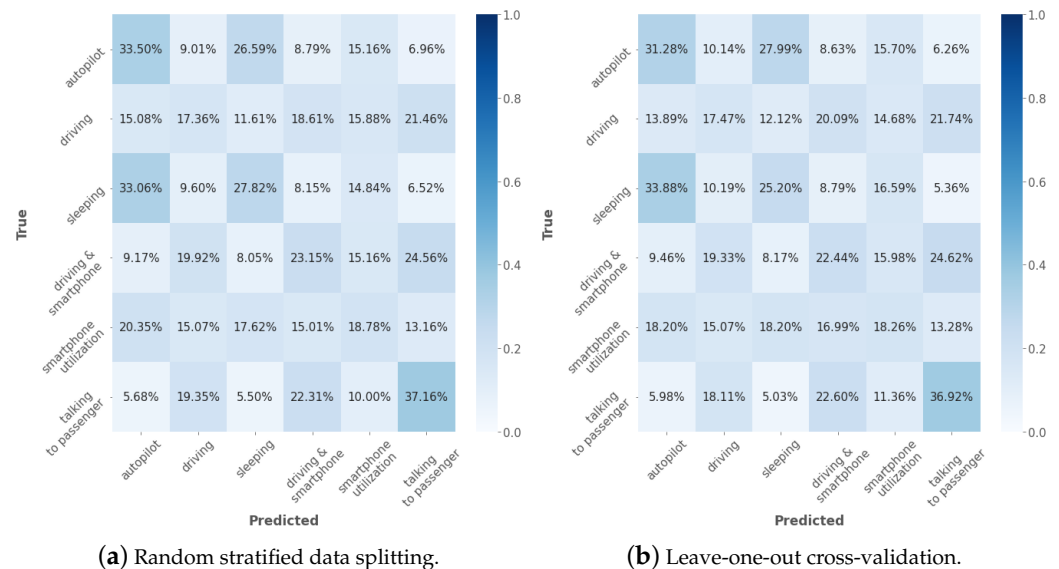 True
autopilot
driving
sleeping
driving &
smartphone
smartphone
utilization
talking
to passenger
33.50% 9.01% 26.59% 8.79% 15.16% 6.96%
15.08% 17.36% 11.61% 18.61% 15.88% 21.46%
33.06% 9.60% 27.82% 8.15% 14.84% 6.52%
9.17% 19.92% 8.05% 23.15% 15.16% 24.56%
20.35% 15.07% 17.62% 15.01% 18.78% 13.16%
5.68% 19.35% 5.50% 22.31% 10.00% 37.16%
autopilot
driving
sleeping
driving &
smartphone
smartphone
utilization
talking
to passenger
Predicted
1.0
0.8
0.6
0.4
0.2
0.0
(a) Random stratified data splitting.
True
autopilot
driving
sleeping
driving &
smartphone
smartphone
utilization
talking
to passenger
31.28% 10.14% 27.99% 8.63% 15.70% 6.26%
13.89% 17.47% 12.12% 20.09% 14.68% 21.74%
33.88% 10.19% 25.20% 8.79% 16.59% 5.36%
9.46% 19.33% 8.17% 22.44% 15.98% 24.62%
18.20% 15.07% 18.20% 16.99% 18.26% 13.28%
5.98% 18.11% 5.03% 22.60% 11.36% 36.92%
autopilot
driving
sleeping
driving &
smartphone
smartphone
utilization
talking
to passenger
Predicted
1.0
0.8
0.6
0.4
0.2
0.0
(b) Leave-one-out cross-validation.